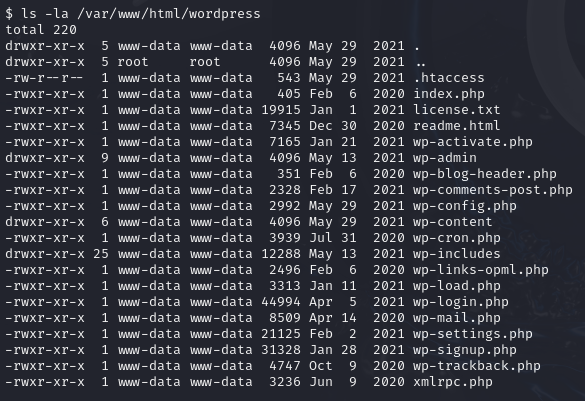 $ ls -la /var/www/html/wordpress
total 220
drwxr-xr-x  5 www-data www-data  4096 May 29  2021 .
drwxr-xr-x  5 root     root      4096 May 29  2021 ..
-rw-r--r--  1 www-data www-data   543 May 29  2021 .htaccess
-rwxr-xr-x  1 www-data www-data   405 Feb  6  2020 index.php
-rwxr-xr-x  1 www-data www-data 19915 Jan  1  2021 license.txt
-rwxr-xr-x  1 www-data www-data  7345 Dec 30  2020 readme.html
-rwxr-xr-x  1 www-data www-data  7165 Jan 21  2021 wp-activate.php
drwxr-xr-x  9 www-data www-data  4096 May 13  2021 wp-admin
-rwxr-xr-x  1 www-data www-data   351 Feb  6  2020 wp-blog-header.php
-rwxr-xr-x  1 www-data www-data  2328 Feb 17  2021 wp-comments-post.php
-rwxr-xr-x  1 www-data www-data  2992 May 29  2021 wp-config.php
drwxr-xr-x  6 www-data www-data  4096 May 29  2021 wp-content
-rwxr-xr-x  1 www-data www-data  3939 Jul 31  2020 wp-cron.php
drwxr-xr-x 25 www-data www-data 12288 May 13  2021 wp-includes
-rwxr-xr-x  1 www-data www-data  2496 Feb  6  2020 wp-links-opml.php
-rwxr-xr-x  1 www-data www-data  3313 Jan 11  2021 wp-load.php
-rwxr-xr-x  1 www-data www-data 44994 Apr  5  2021 wp-login.php
-rwxr-xr-x  1 www-data www-data  8509 Apr 14  2020 wp-mail.php
-rwxr-xr-x  1 www-data www-data 21125 Feb  2  2021 wp-settings.php
-rwxr-xr-x  1 www-data www-data 31328 Jan 28  2021 wp-signup.php
-rwxr-xr-x  1 www-data www-data  4747 Oct  9  2020 wp-trackback.php
-rwxr-xr-x  1 www-data www-data  3236 Jun  9  2020 xmlrpc.php